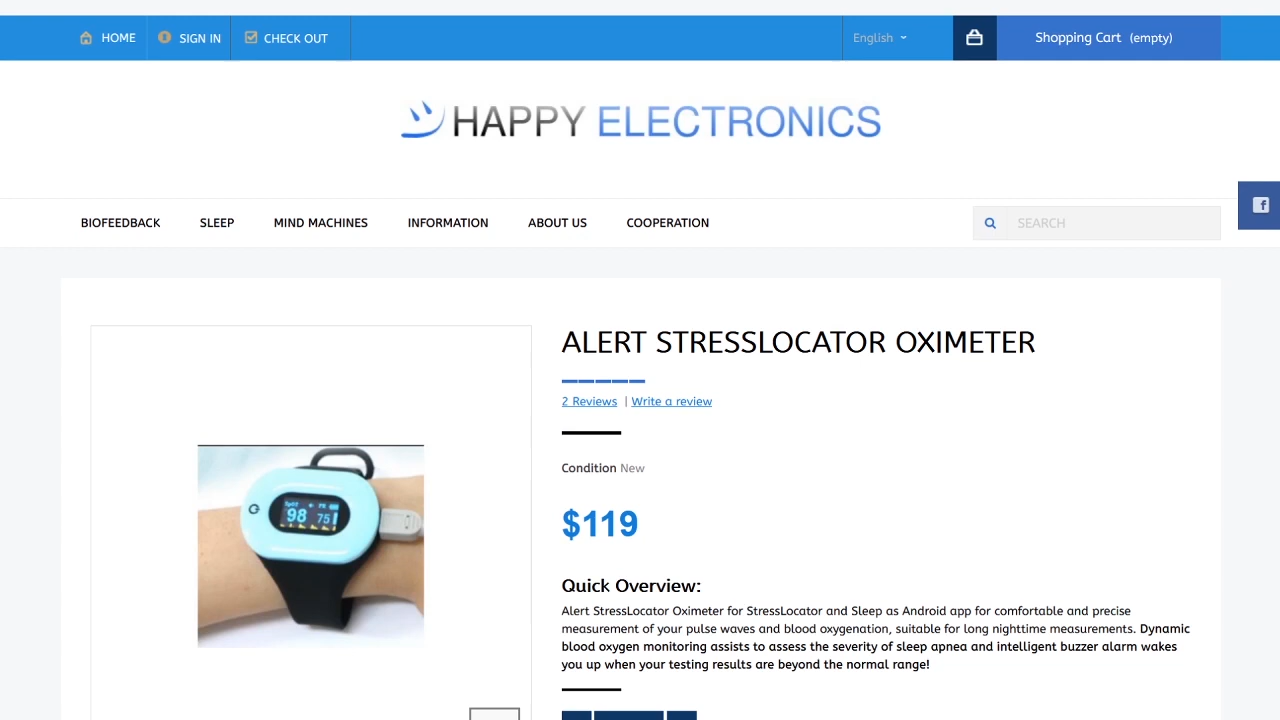 HOME SIGN IN CHECK OUT English Shopping Cart (empty)
HAPPY ELECTRONICS
BIOFEEDBACK SLEEP MIND MACHINES INFORMATION ABOUT US COOPERATION SEARCH
f
ALERT STRESSLOCATOR OXIMETER
2 Reviews | Write a review
Condition New
98 75
$119
Quick Overview:
Alert StressLocator Oximeter for StressLocator and Sleep as Android app for comfortable and precise
measurement of your pulse waves and blood oxygenation, suitable for long nighttime measurements. Dynamic
blood oxygen monitoring assists to assess the severity of sleep apnea and intelligent buzzer alarm wakes
you up when your testing results are beyond the normal range!